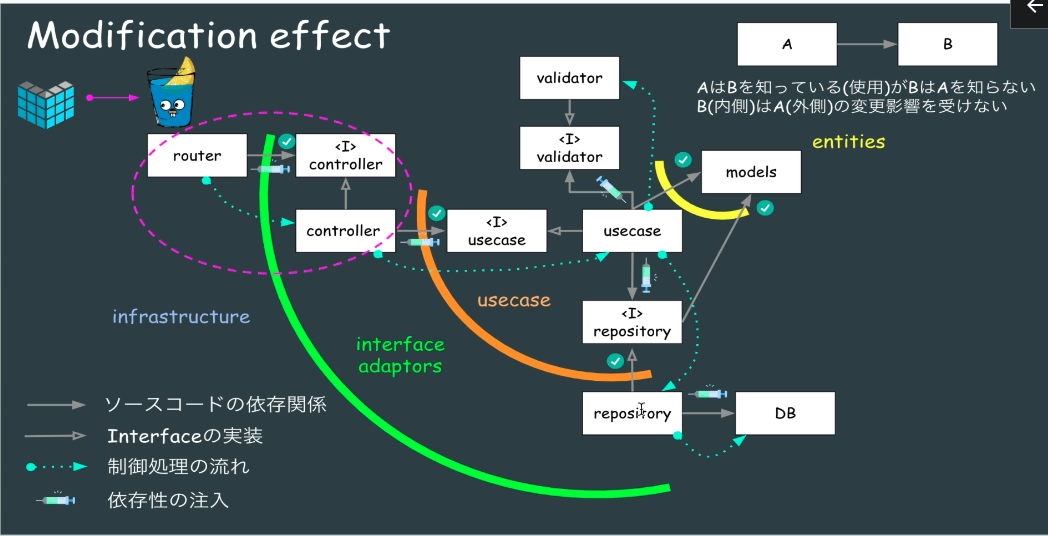 Modification effect
A
B
AはBを知っている(使用)がBはAを知らない
B(内側)はA(外側)の変更影響を受けない
validator
<I>
validator
entities
models
router
<I>
controller
controller
<I>
usecase
usecase
usecase
<I>
repository
infrastructure
interface
adaptors
repository
DB
ソースコードの依存関係
Interfaceの実装
制御処理の流れ
依存性の注入